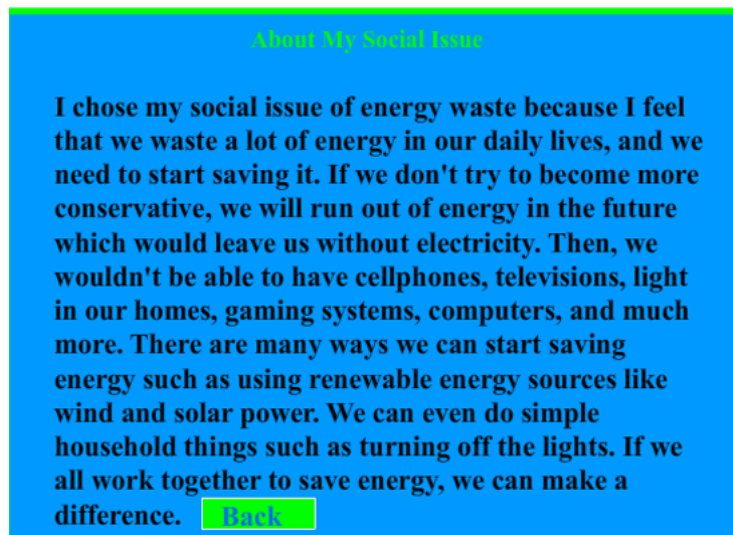 About My Social Issue
I chose my social issue of energy waste because I feel
that we waste a lot of energy in our daily lives, and we
need to start saving it. If we don't try to become more
conservative, we will run out of energy in the future
which would leave us without electricity. Then, we
wouldn't be able to have cellphones, televisions, light
in our homes, gaming systems, computers, and much
more. There are many ways we can start saving
energy such as using renewable energy sources like
wind and solar power. We can even do simple
household things such as turning off the lights. If we
all work together to save energy, we can make a
difference. Back